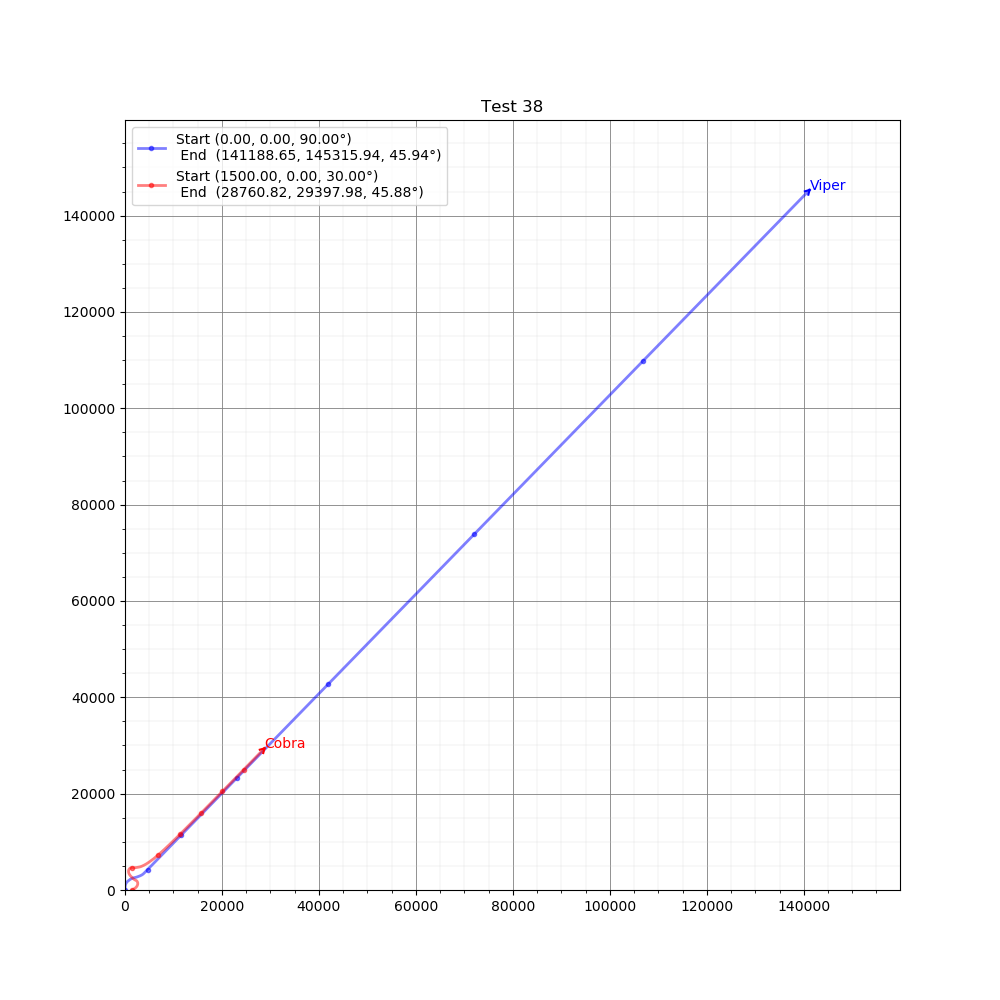 Test 38
Start (0.00, 0.00, 90.00°)
End (141188.65, 145315.94, 45.94°)
Start (1500.00, 0.00, 30.00°)
End (28760.82, 29397.98, 45.88°)
Viper
140000
120000
100000
80000
60000
40000
Cobra
20000
0
0 20000 40000 60000 80000 100000 120000 140000